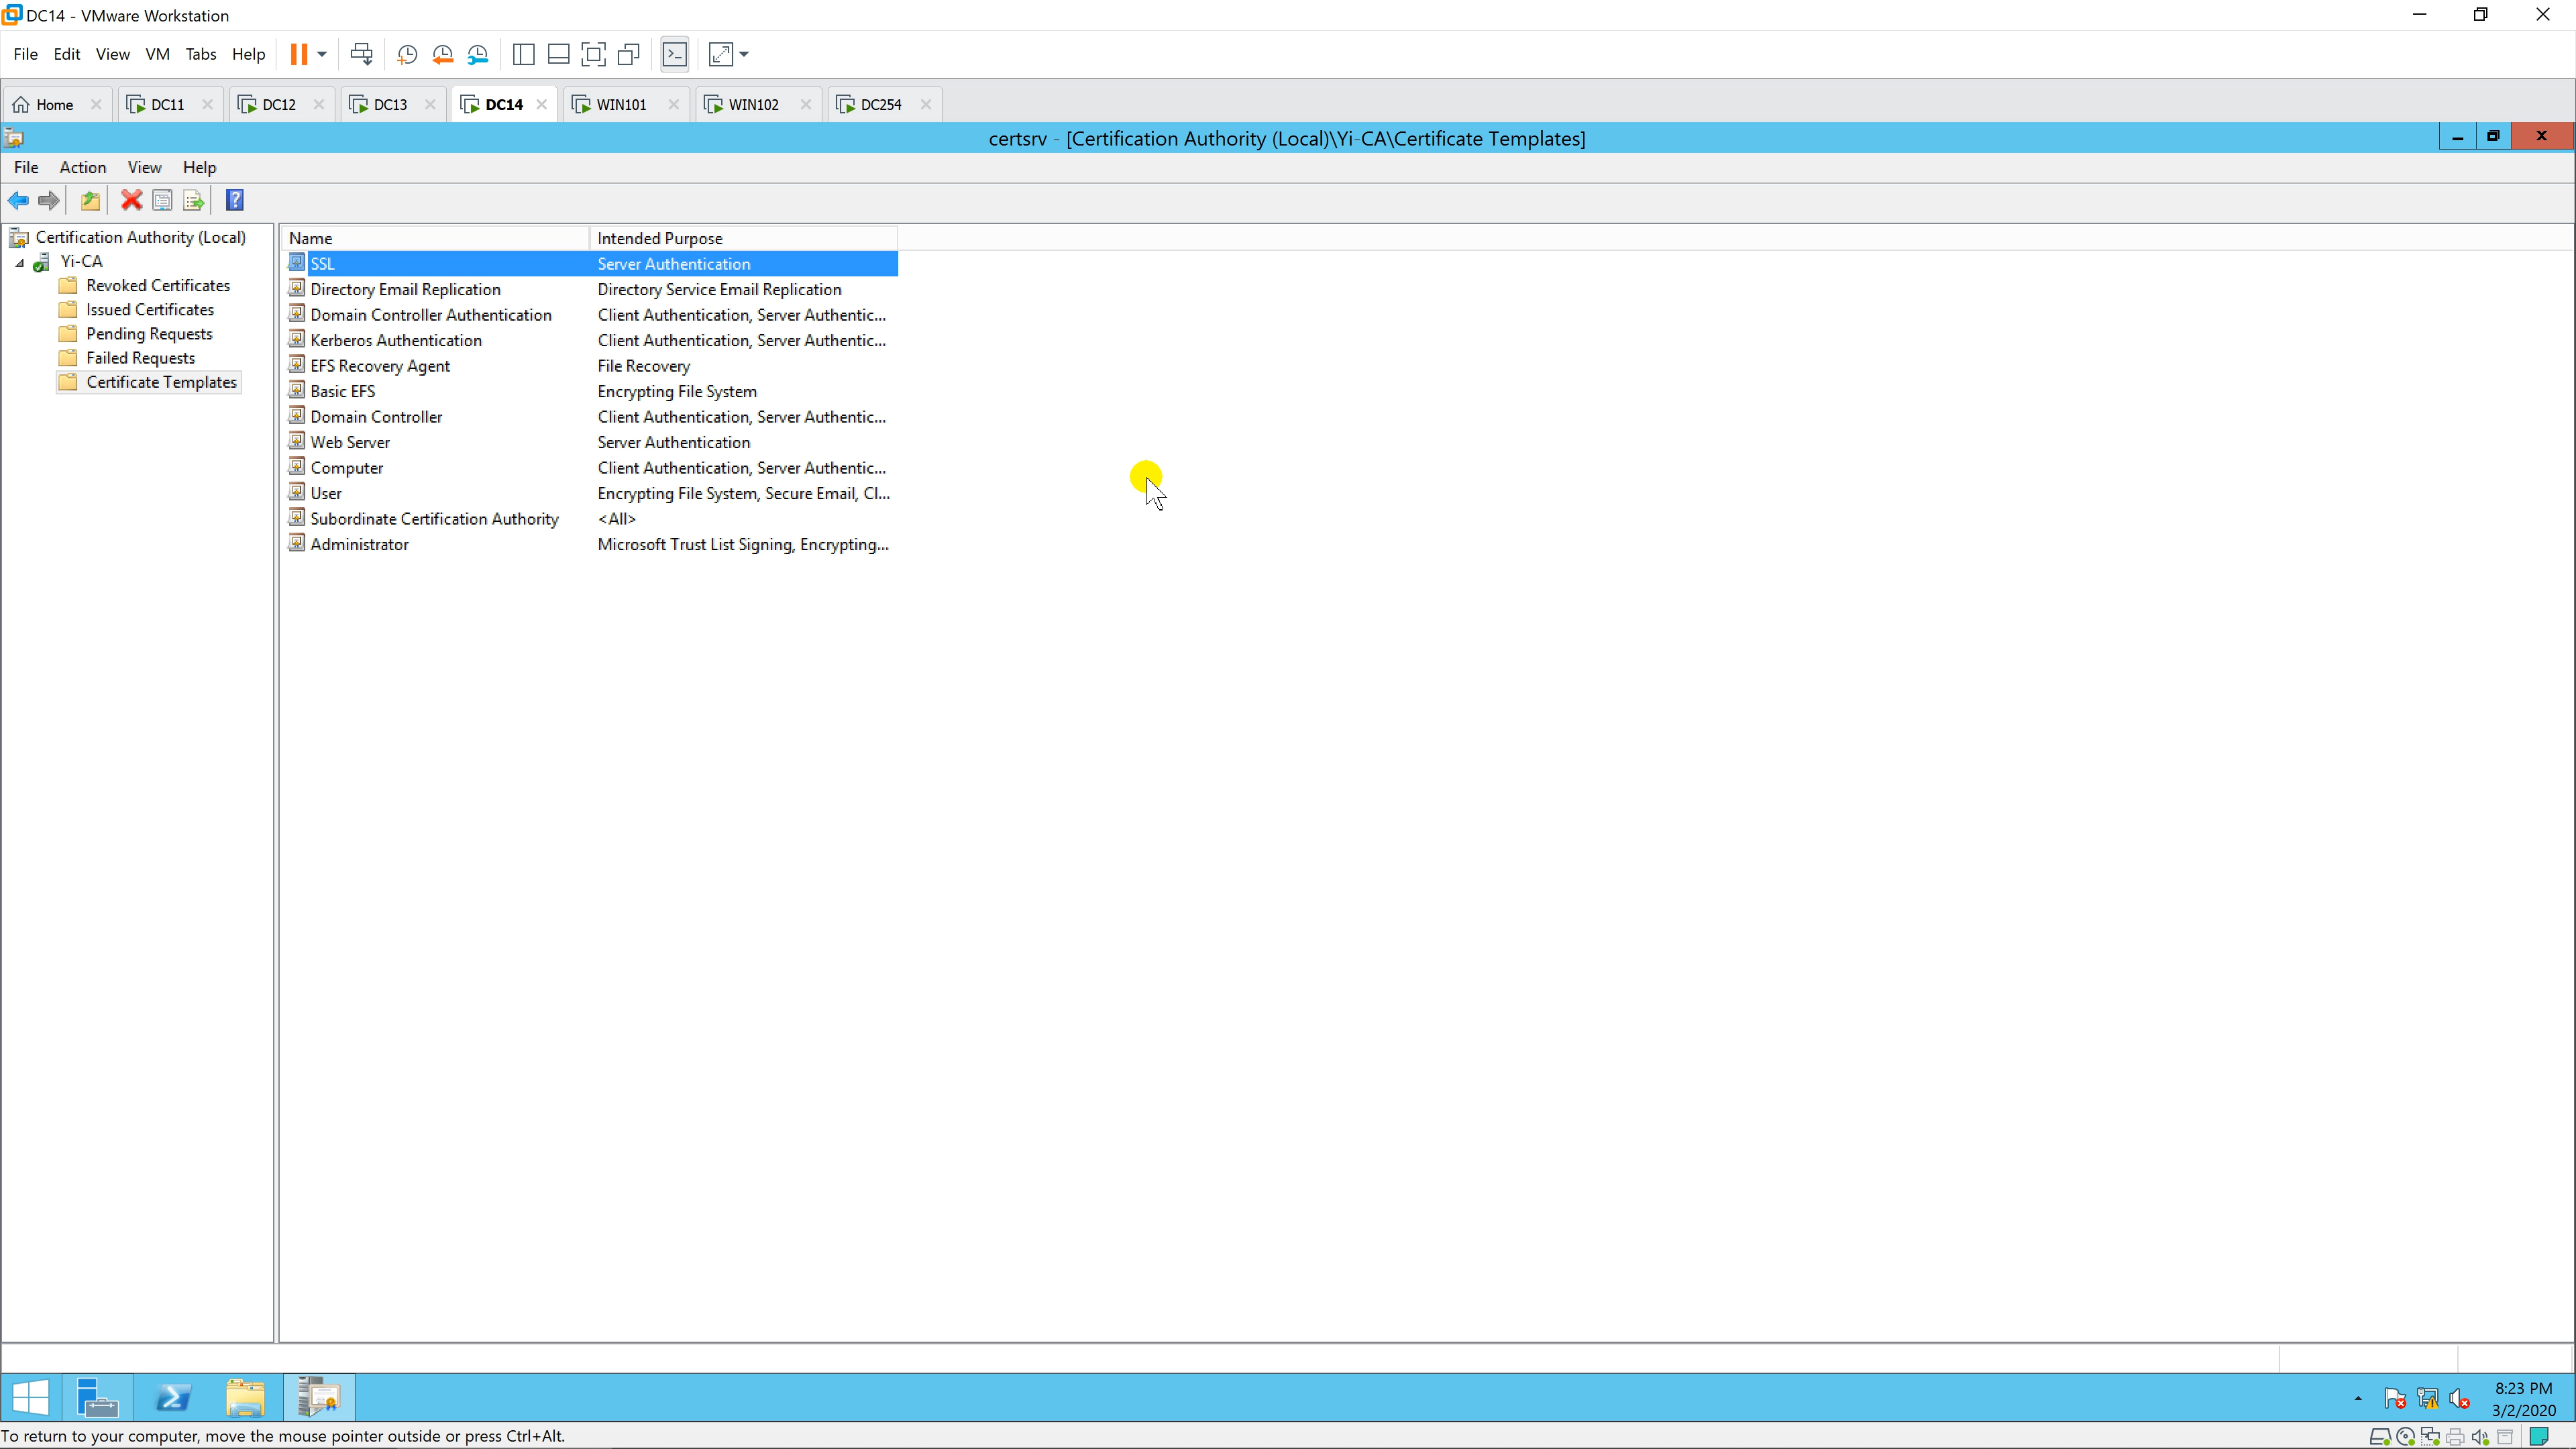 DC14 - VMware Workstation
File Edit View VM Tabs Help
Home DC11 DC12 DC13 DC14 WIN101 WIN102 DC254
certsrv - [Certification Authority (Local)\Yi-CA\Certificate Templates]
File Action View Help
Certification Authority (Local)
Yi-CA
Revoked Certificates
Issued Certificates
Pending Requests
Failed Requests
Certificate Templates
Name Intended Purpose
SSL Server Authentication
Directory Email Replication Directory Service Email Replication
Domain Controller Authentication Client Authentication, Server Authentic...
Kerberos Authentication Client Authentication, Server Authentic...
EFS Recovery Agent File Recovery
Basic EFS Encrypting File System
Domain Controller Client Authentication, Server Authentic...
Web Server Server Authentication
Computer Client Authentication, Server Authentic...
User Encrypting File System, Secure Email, Cl...
Subordinate Certification Authority <All>
Administrator Microsoft Trust List Signing, Encrypting...
8:23 PM
3/2/2020
To return to your computer, move the mouse pointer outside or press Ctrl+Alt.